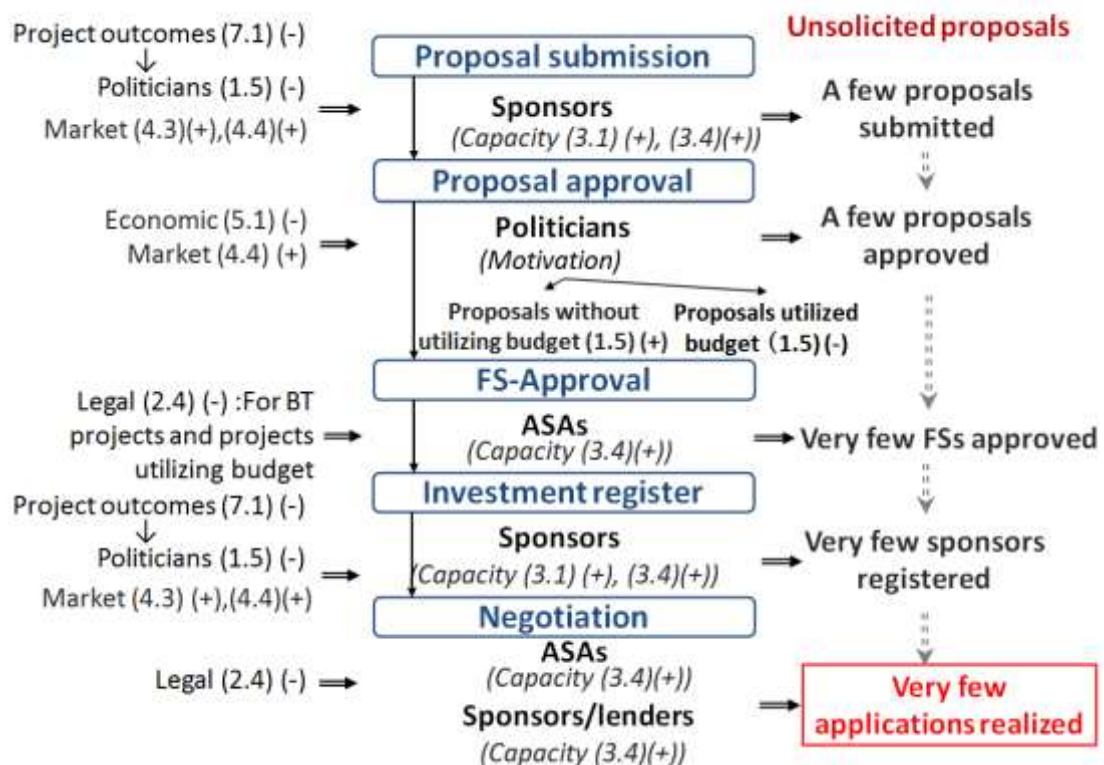 Unsolicited proposals
Project outcomes (7.1) (-)
Politicians (1.5) (-)
Market (4.3)(+),(4.4)(+)
Proposal submission
Sponsors
(Capacity (3.1) (+), (3.4)(+))
A few proposals
submitted
Economic (5.1) (-)
Market (4.4) (+)
Proposal approval
Politicians
(Motivation)
A few proposals
approved
Proposals without
utilizing budget (1.5) (+)
Proposals utilized
budget (1.5)(-)
Legal (2.4) (-) :For BT
projects and projects
utilizing budget
FS-Approval
ASAs
(Capacity (3.4)(+))
Very few FSs approved
Project outcomes (7.1) (-)
Politicians (1.5) (-)
Market (4.3) (+),(4.4)(+)
Investment register
Sponsors
(Capacity (3.1) (+), (3.4)(+))
Very few sponsors
registered
Legal (2.4) (-)
Negotiation
ASAs
(Capacity (3.4)(+))
Sponsors/lenders
(Capacity (3.4)(+))
Very few
applications realized